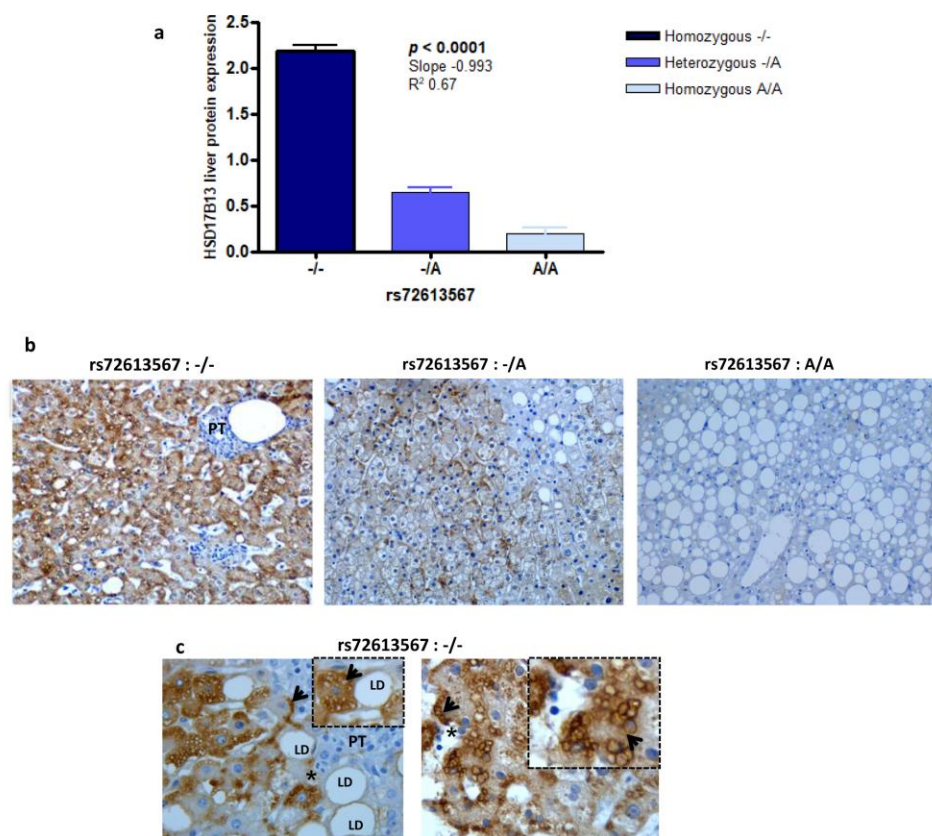 a
HSD17B13 liver protein expression
2.5
2.0
1.5
1.0
0.5
0.0
p < 0.0001
Slope -0.993
R² 0.67
Homozygous -/-
Heterozygous -/A
Homozygous A/A
-/-
-/A
A/A
rs72613567
b
rs72613567 : -/-
rs72613567 : -/A
rs72613567 : A/A
PT
c
rs72613567 : -/-
LD
LD
PT
*
LD
LD
*